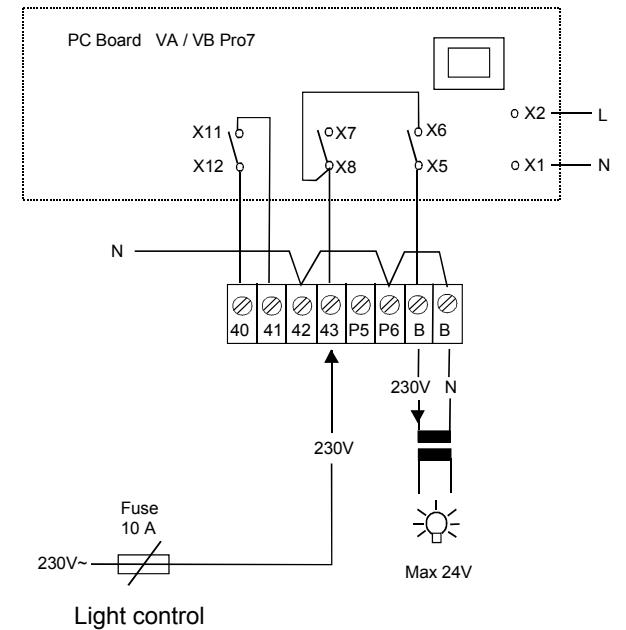 PC Board VA / VB Pro7
X2 L
X11 X7 X6
X12 X8 X5 X1 N
N
40 41 42 43 P5 P6 B B
230V N
230V
Fuse
10 A
230V~
Max 24V
Light control